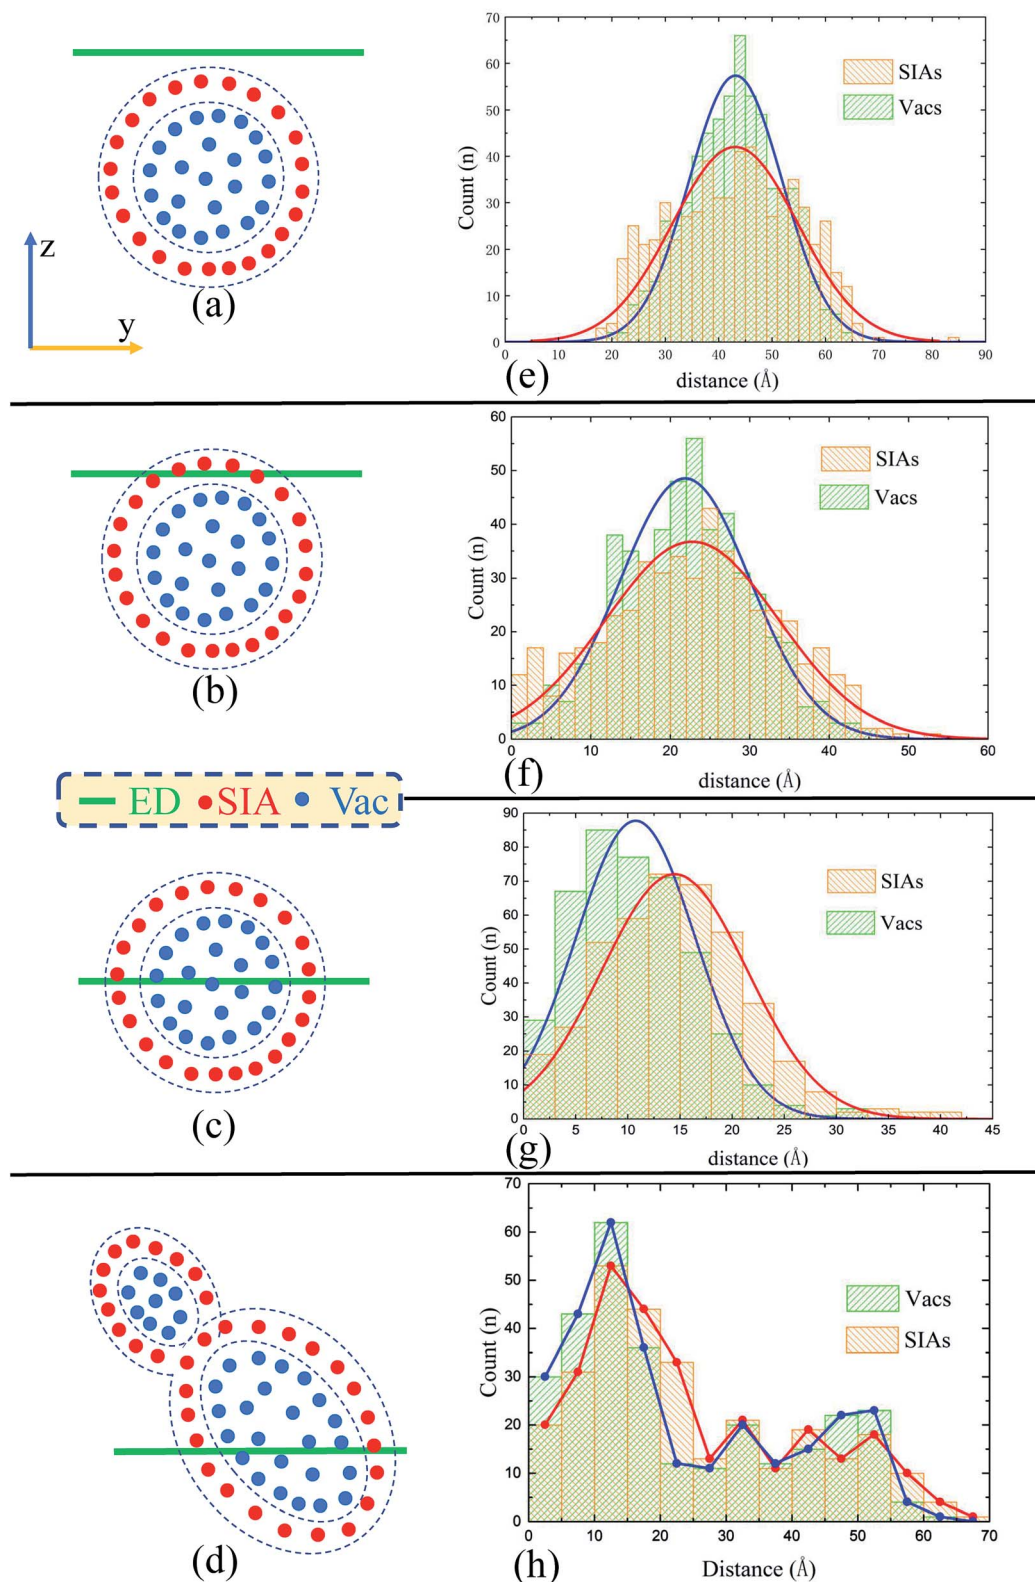 z
y
(a)
70
60
50
40
30
20
10
0
Count (n)
SIAs
Vacs
0 10 20 30 40 50 60 70 80 90
distance (Å)
(e)
(b)
60
50
40
30
20
10
0
Count (n)
SIAs
Vacs
0 10 20 30 40 50 60
distance (Å)
(f)
ED SIA Vac
(c)
90
80
70
60
50
40
30
20
10
0
Count (n)
SIAs
Vacs
0 5 10 15 20 25 30 35 40 45
distance (Å)
(g)
(d)
70
60
50
40
30
20
10
0
Count (n)
Vacs
SIAs
0 10 20 30 40 50 60 70
Distance (Å)
(h)